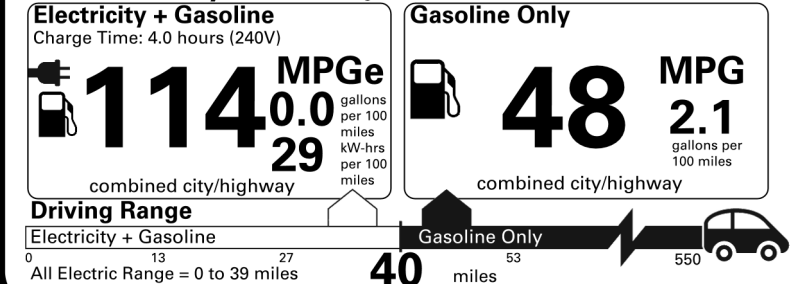 Electricity + Gasoline
Charge Time: 4.0 hours (240V)
114
MPGe
0.0
gallons
per 100
miles
29
kW-hrs
per 100
miles
combined city/highway
Gasoline Only
48
MPG
2.1
gallons per
100 miles
combined city/highway
Driving Range
Electricity + Gasoline
Gasoline Only
0 13 27 40 miles 53 550
All Electric Range = 0 to 39 miles